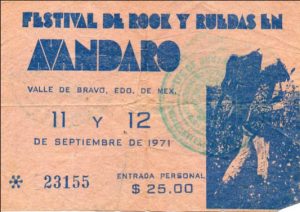 FESTIVAL DE ROCK Y RUEDAS EN
AVANDARO
VALLE DE BRAVO, EDO. DE MEX.
11 Y 12
DE SEPTIEMBRE DE 1971
* 23155
ENTRADA PERSONAL
$ 25.00